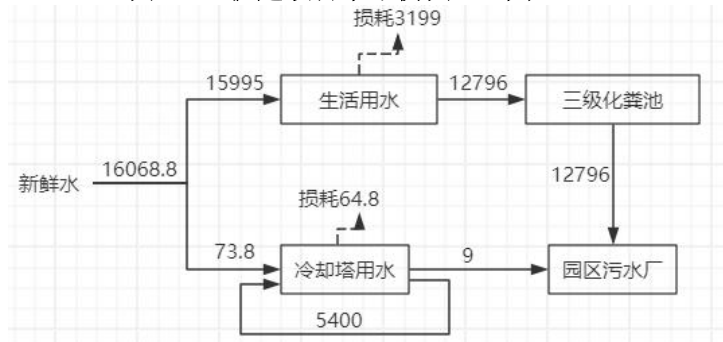 损耗3199
15995
生活用水
12796
三级化粪池
新鲜水
16068.8
12796
损耗64.8
73.8
冷却塔用水
9
园区污水厂
5400